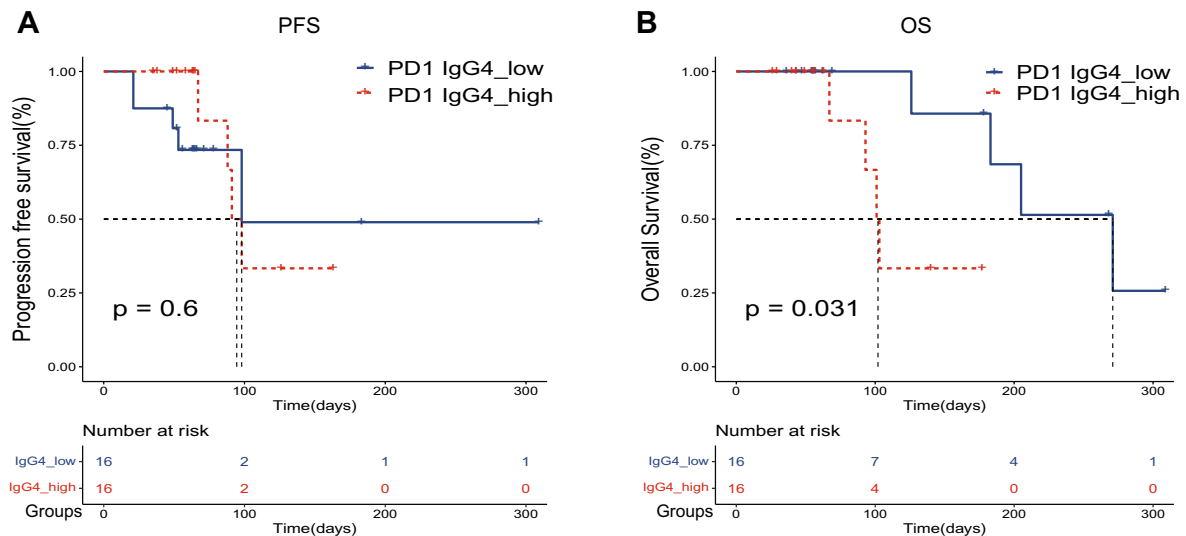 A
PFS
PD1 IgG4_low
PD1 IgG4_high
Progression free survival(%)
1.00
0.75
0.50
0.25
0.00
p = 0.6
0 100 200 300
Time(days)
Number at risk
IgG4_low 16 2 1 1
IgG4_high 16 2 0 0
Groups
0 100 200 300
Time(days)
B
OS
PD1 IgG4_low
PD1 IgG4_high
Overall Survival(%)
1.00
0.75
0.50
0.25
0.00
p = 0.031
0 100 200 300
Time(days)
Number at risk
IgG4_low 16 7 4 1
IgG4_high 16 4 0 0
Groups
0 100 200 300
Time(days)